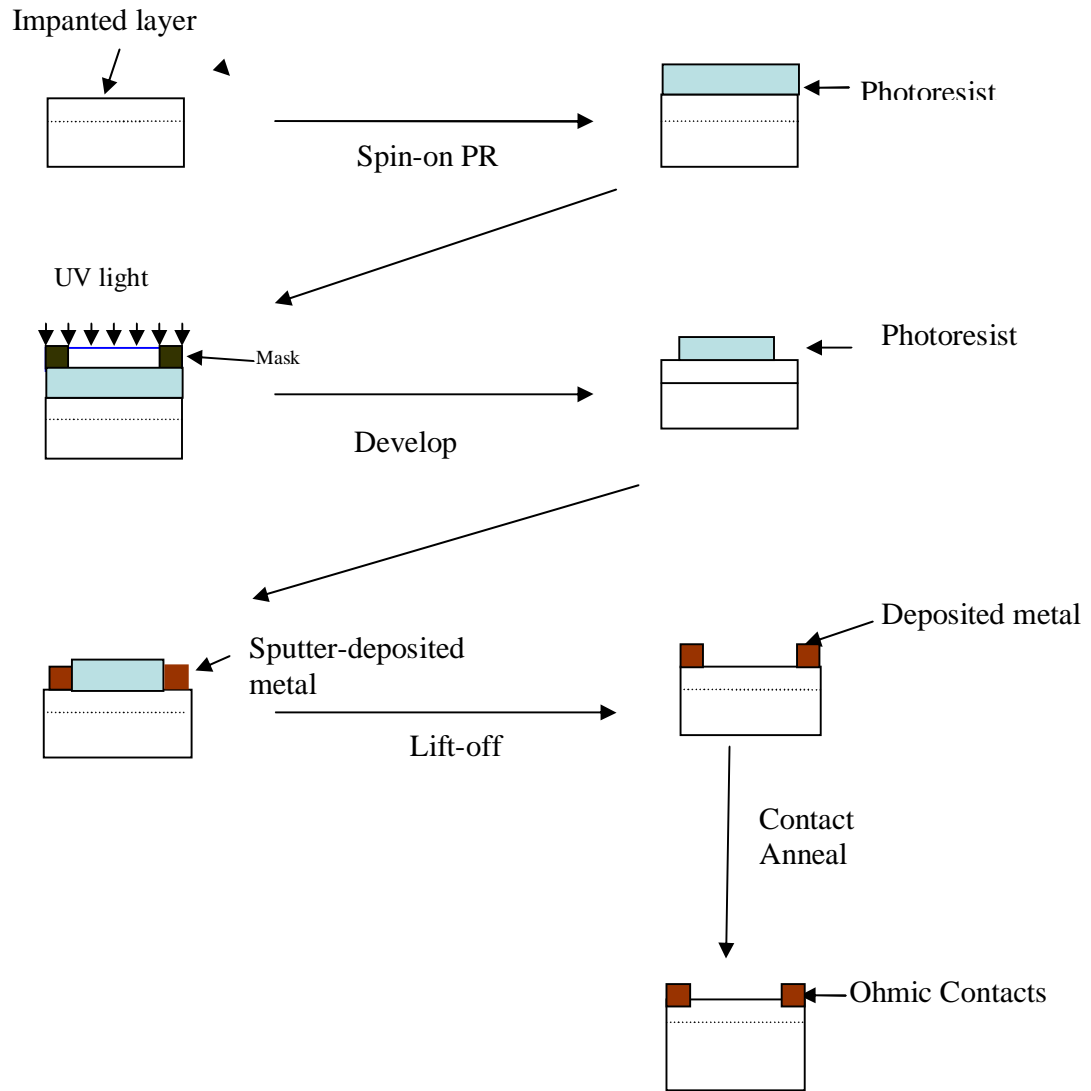 Impanted layer
Photoresist
Spin-on PR
UV light
Mask
Photoresist
Develop
Sputter-deposited
metal
Deposited metal
Lift-off
Contact
Anneal
Ohmic Contacts